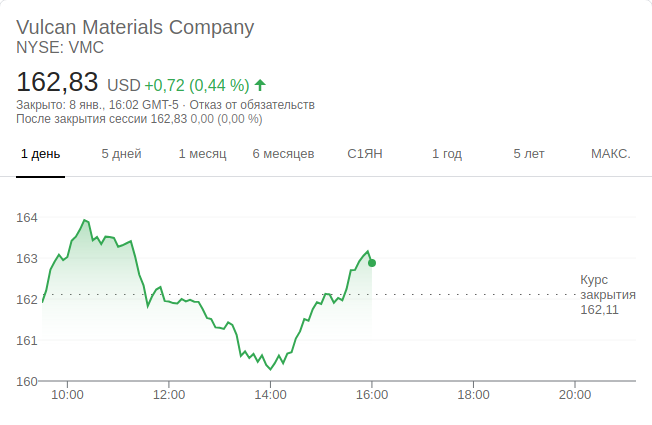 Vulcan Materials Company
NYSE: VMC
162,83 USD +0,72 (0,44 %)
Закрыто: 8 янв., 16:02 GMT-5 · Отказ от обязательств
После закрытия сессии 162,83 0,00 (0,00 %)
1 день 5 дней 1 месяц 6 месяцев С1ЯН 1 год 5 лет МАКС.
164
163
162
161
160
Курс
закрытия
162,11
10:00 12:00 14:00 16:00 18:00 20:00